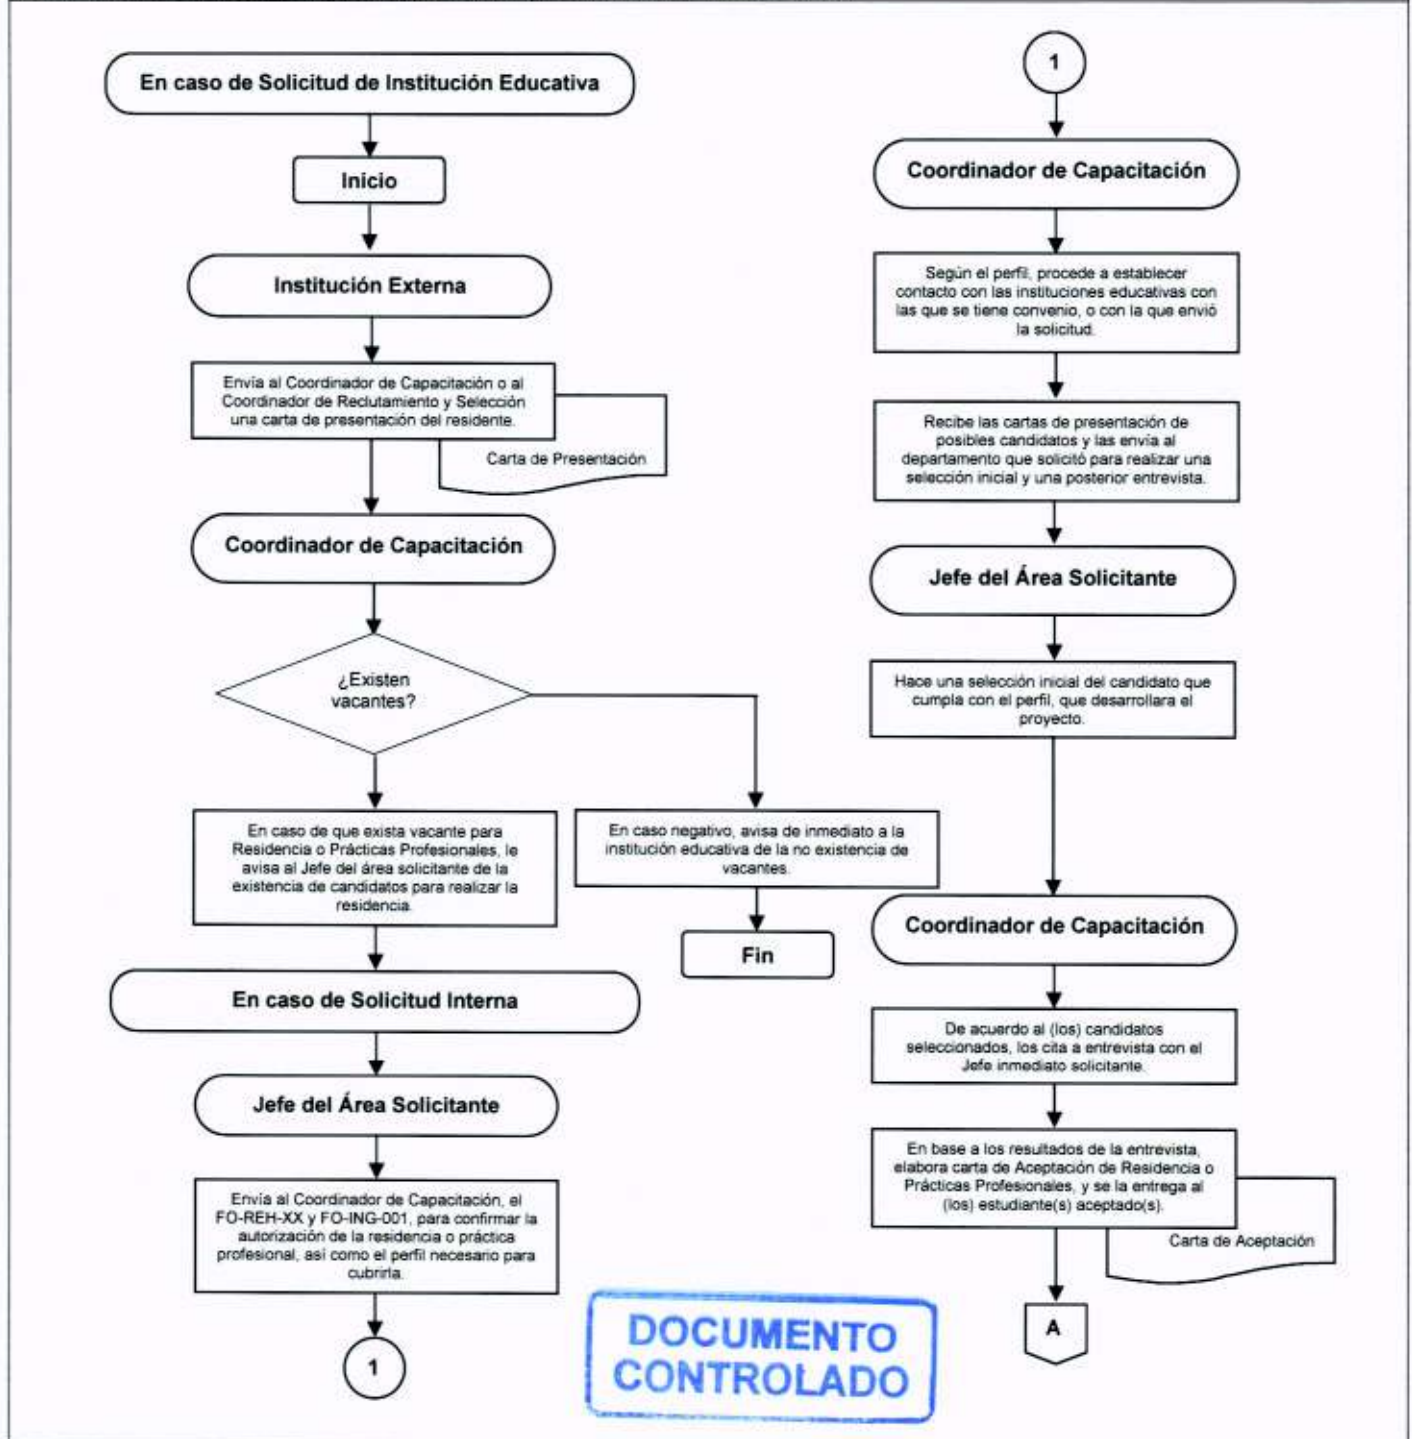 En caso de Solicitud de Institución Educativa
Inicio
Institución Externa
Envía al Coordinador de Capacitación o al
Coordinador de Reclutamiento y Selección
una carta de presentación del residente.
Carta de Presentación
Coordinador de Capacitación
¿Existen
vacantes?
En caso de que exista vacante para
Residencia o Prácticas Profesionales, le
avisa al Jefe del área solicitante de la
existencia de candidatos para realizar la
residencia.
En caso negativo, avisa de inmediato a la
institución educativa de la no existencia de
vacantes.
Fin
En caso de Solicitud Interna
Jefe del Área Solicitante
Envía al Coordinador de Capacitación, el
FO-REH-XX y FO-ING-001, para confirmar la
autorización de la residencia o práctica
profesional, así como el perfil necesario para
cubrirla.
1
1
Coordinador de Capacitación
Según el perfil, procede a establecer
contacto con las instituciones educativas con
las que se tiene convenio, o con la que envió
la solicitud.
Recibe las cartas de presentación de
posibles candidatos y las envía al
departamento que solicitó para realizar una
selección inicial y una posterior entrevista.
Jefe del Área Solicitante
Hace una selección inicial del candidato que
cumpla con el perfil, que desarrollara el
proyecto.
Coordinador de Capacitación
De acuerdo al (los) candidatos
seleccionados, los cita a entrevista con el
Jefe inmediato solicitante.
En base a los resultados de la entrevista,
elabora carta de Aceptación de Residencia o
Prácticas Profesionales, y se la entrega al
(los) estudiante(s) aceptado(s).
Carta de Aceptación
A
DOCUMENTO
CONTROLADO